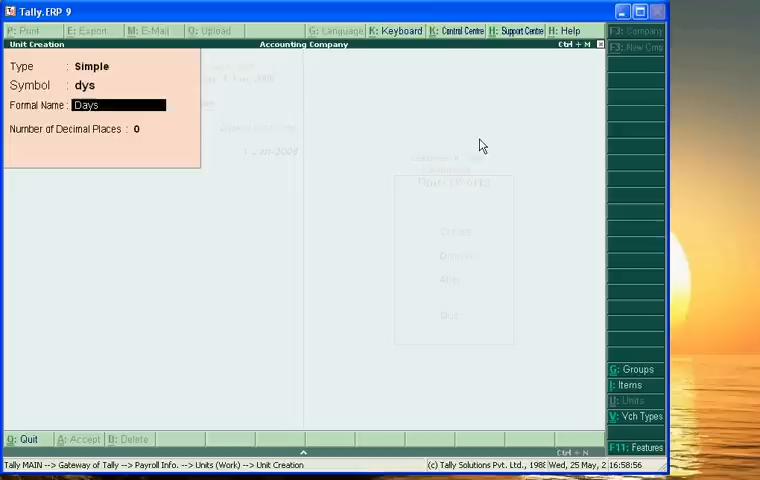 Tally.ERP 9
P: Print E: Export M: E-Mail O: Upload G: Language K: Keyboard K: Control Centre H: Support Centre H: Help F3: Company
Unit Creation Accounting Company Ctrl + M F3: New Cmp
Type : Simple
Symbol : dys
Formal Name : Days
Number of Decimal Places : 0
Create
Alter
Quit
G: Groups
I: Items
U: Units
V: Vch Types
Q: Quit A: Accept D: Delete F11: Features
Ctrl + N
Tally MAIN --> Gateway of Tally --> Payroll Info. --> Units (Work) --> Unit Creation (c) Tally Solutions Pvt. Ltd., 1988 Wed, 25 May, 2 16:58:56